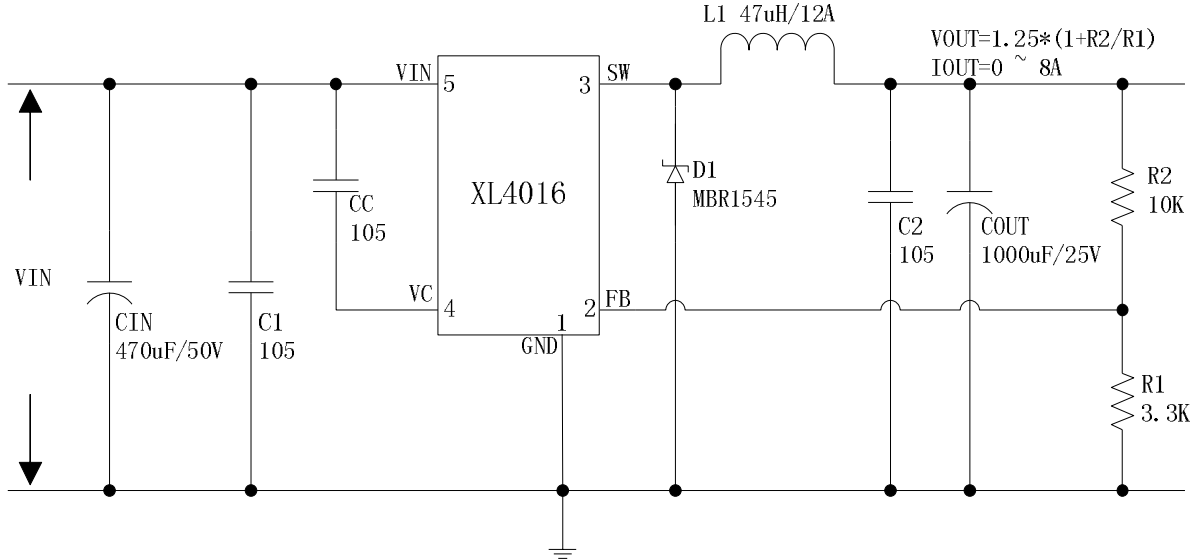 L1 47uH/12A
VOUT=1.25*(1+R2/R1)
IOUT=0 ~ 8A
VIN
5
3
SW
XL4016
D1
MBR1545
CC
105
R2
10K
C2
105
COUT
1000uF/25V
VIN
VC
4
2
FB
1
GND
CIN
470uF/50V
C1
105
R1
3.3K